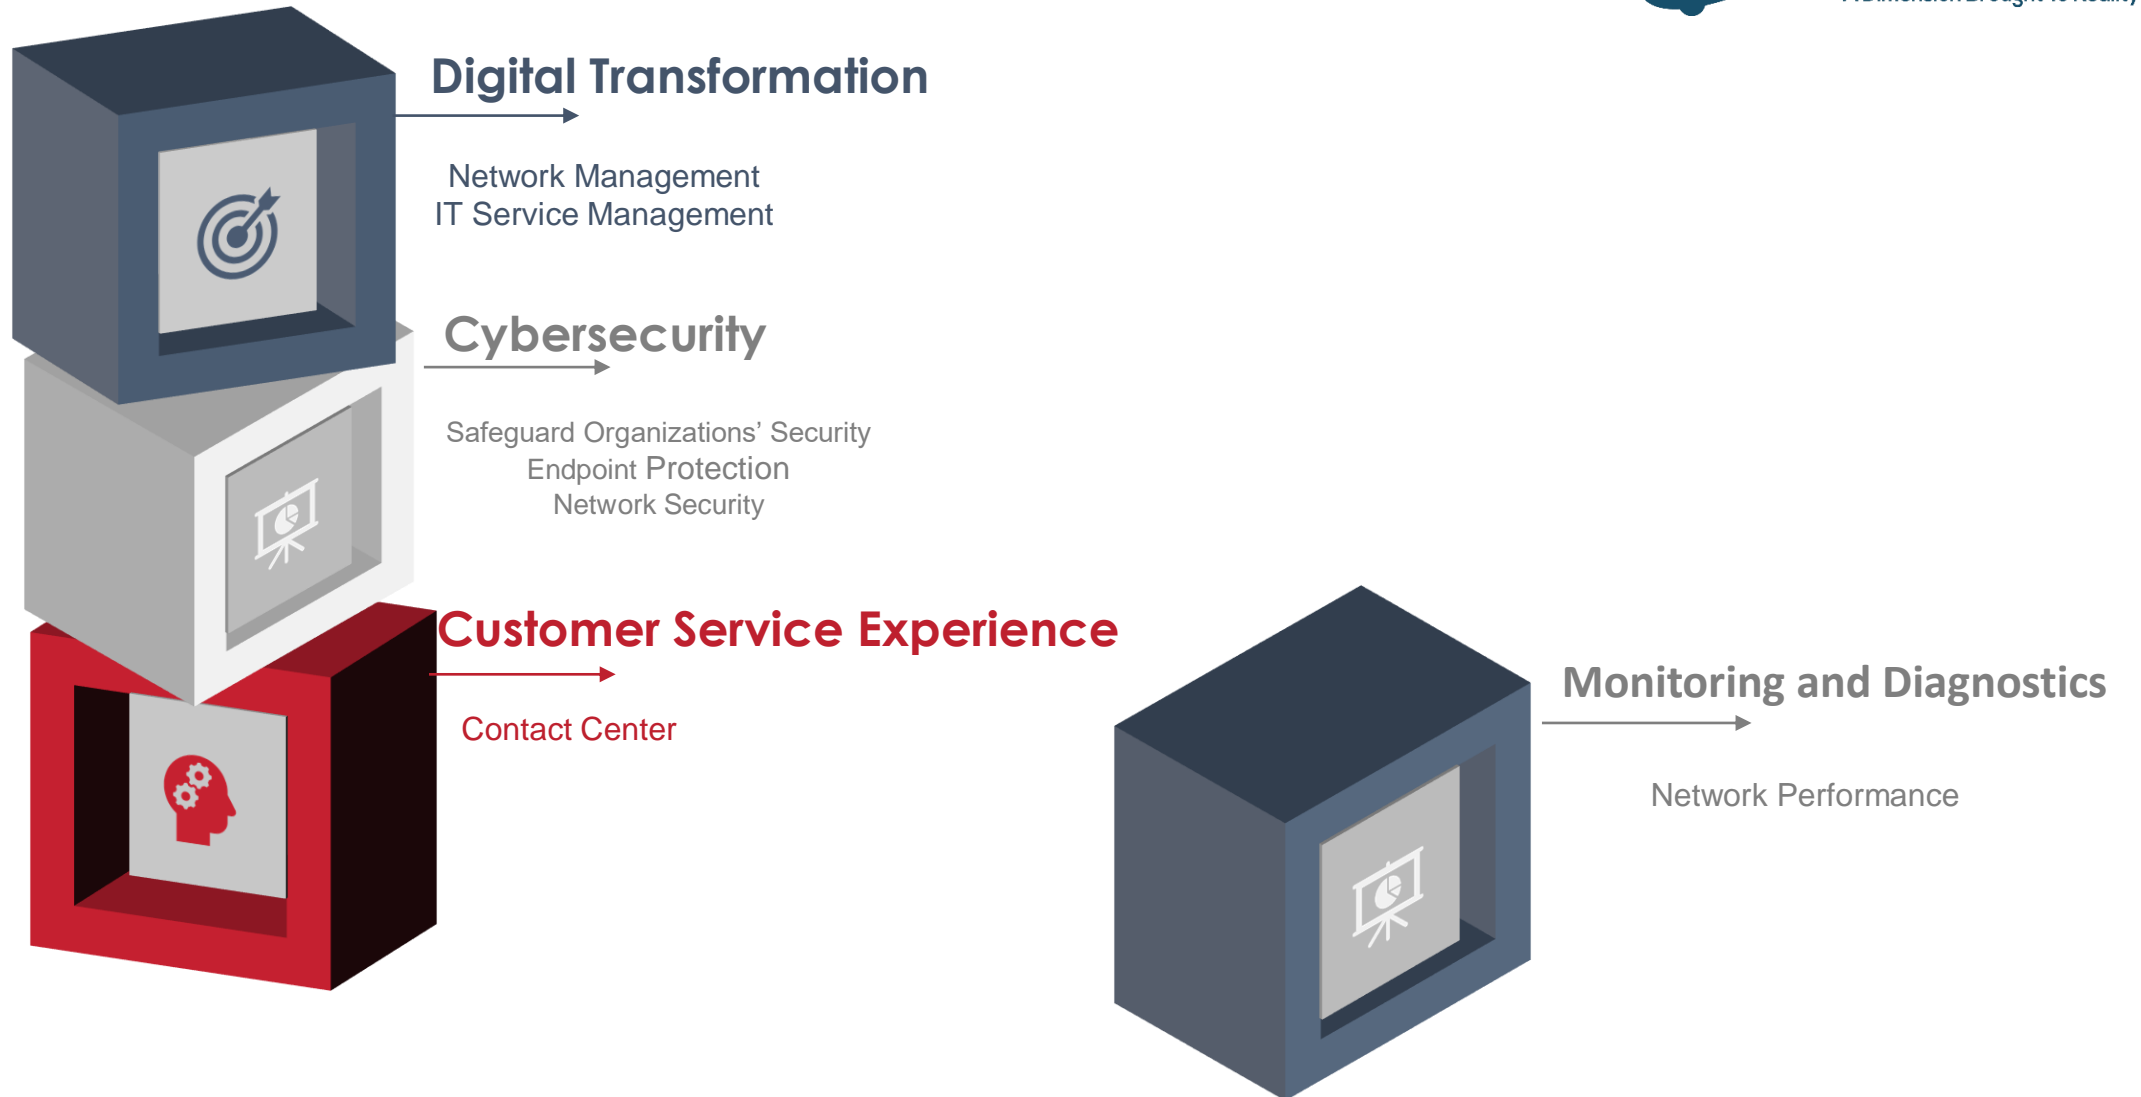 Digital Transformation
Network Management
IT Service Management
Cybersecurity
Safeguard Organizations’ Security
Endpoint Protection
Network Security
Customer Service Experience
Contact Center
Monitoring and Diagnostics
Network Performance